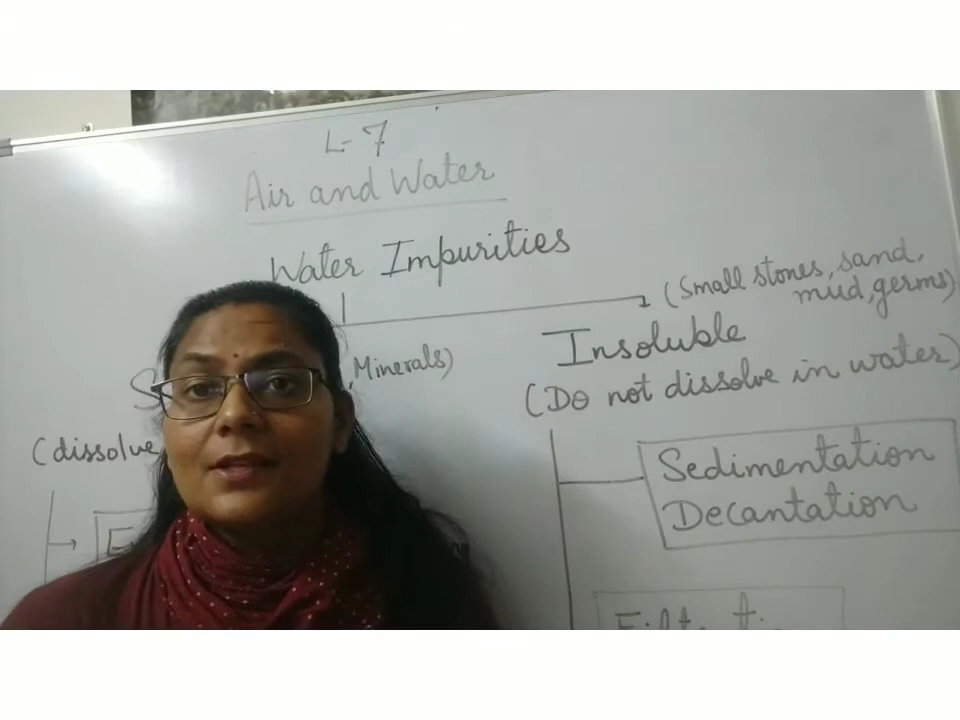 L-7
Air and Water
Water Impurities
(Small stones, sand,
mud, germs)
Minerals)
(dissolve
Insoluble
(Do not dissolve in water)
Sedimentation
Decantation